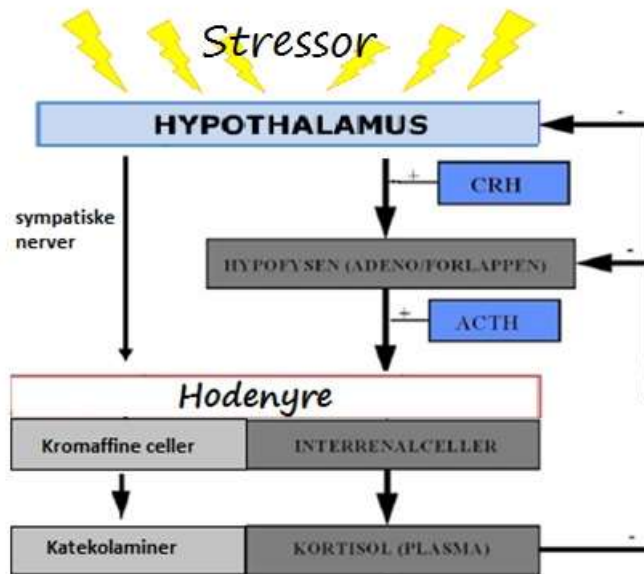 Stressor
HYPOTHALAMUS
-
+
CRH
sympatiske
nerver
HYPOFYSEN (ADENO/FORLAPPEN)
-
+
ACTH
Hodenyre
Kromaffine celler
INTERRENALCELLER
Katekolaminer
KORTISOL (PLASMA)
-